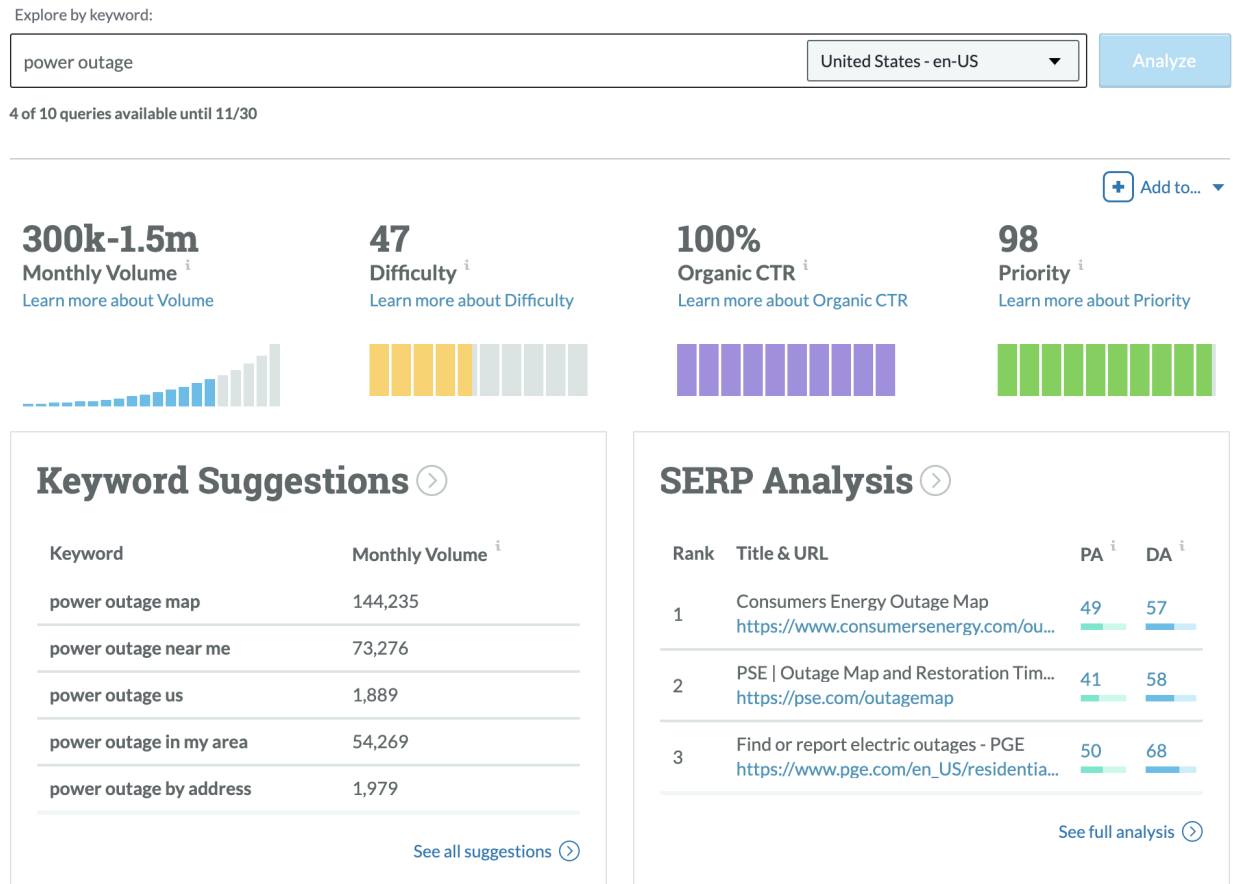 Explore by keyword:
power outage
United States - en-US
Analyze
4 of 10 queries available until 11/30
Add to...
300k-1.5m
Monthly Volume i
Learn more about Volume
47
Difficulty i
Learn more about Difficulty
100%
Organic CTR i
Learn more about Organic CTR
98
Priority i
Learn more about Priority
Keyword Suggestions
Keyword Monthly Volume i
power outage map 144,235
power outage near me 73,276
power outage us 1,889
power outage in my area 54,269
power outage by address 1,979
See all suggestions
SERP Analysis
Rank Title & URL PA i DA i
1 Consumers Energy Outage Map 49 57
https://www.consumersenergy.com/ou...
2 PSE | Outage Map and Restoration Tim... 41 58
https://pse.com/outagemap
3 Find or report electric outages - PGE 50 68
https://www.pge.com/en_US/residentia...
See full analysis